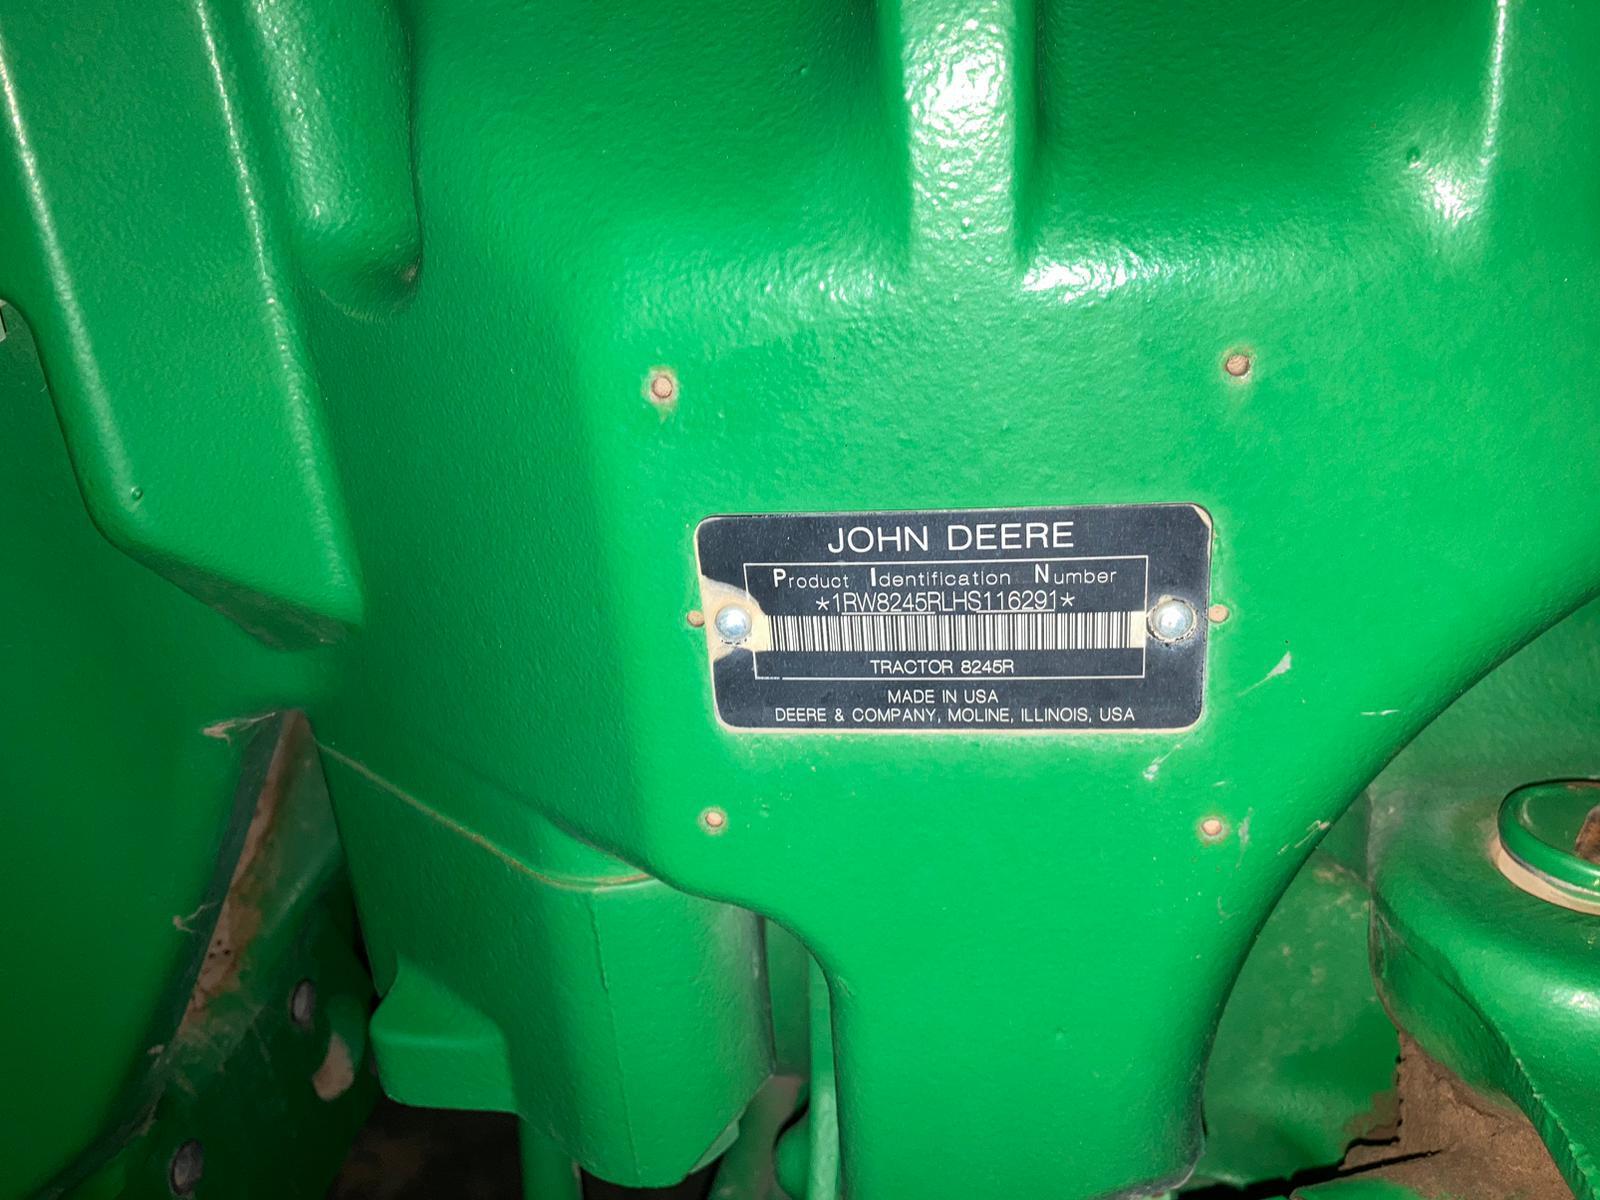 JOHN DEERE
Product Identification Number
*1RW8245RLHS116291*
TRACTOR 8245R
MADE IN USA
DEERE & COMPANY, MOLINE, ILLINOIS, USA